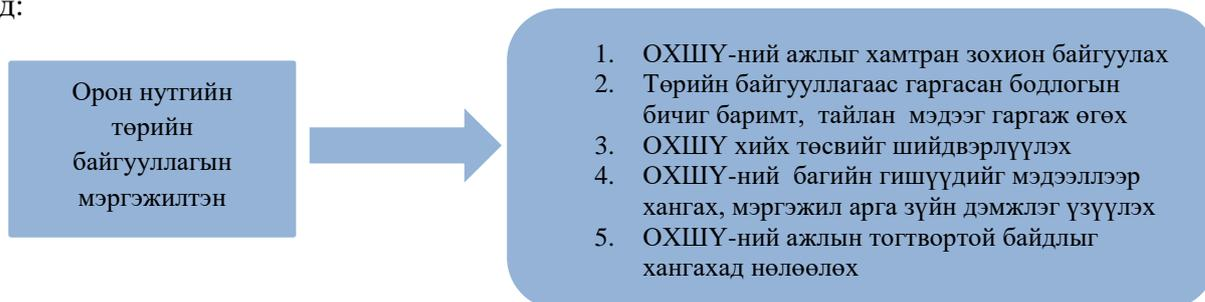 д:
Орон нутгийн
төрийн
байгууллагын
мэргэжилтэн
1. ОХШҮ-ний ажлыг хамтран зохион байгуулах
2. Төрийн байгууллагаас гаргасан бодлогын
бичиг баримт, тайлан мэдээг гаргаж өгөх
3. ОХШҮ хийх төсвийг шийдвэрлүүлэх
4. ОХШҮ-ний багийн гишүүдийг мэдээллээр
хангах, мэргэжил арга зүйн дэмжлэг үзүүлэх
5. ОХШҮ-ний ажлын тогтвортой байдлыг
хангахад нөлөөлөх